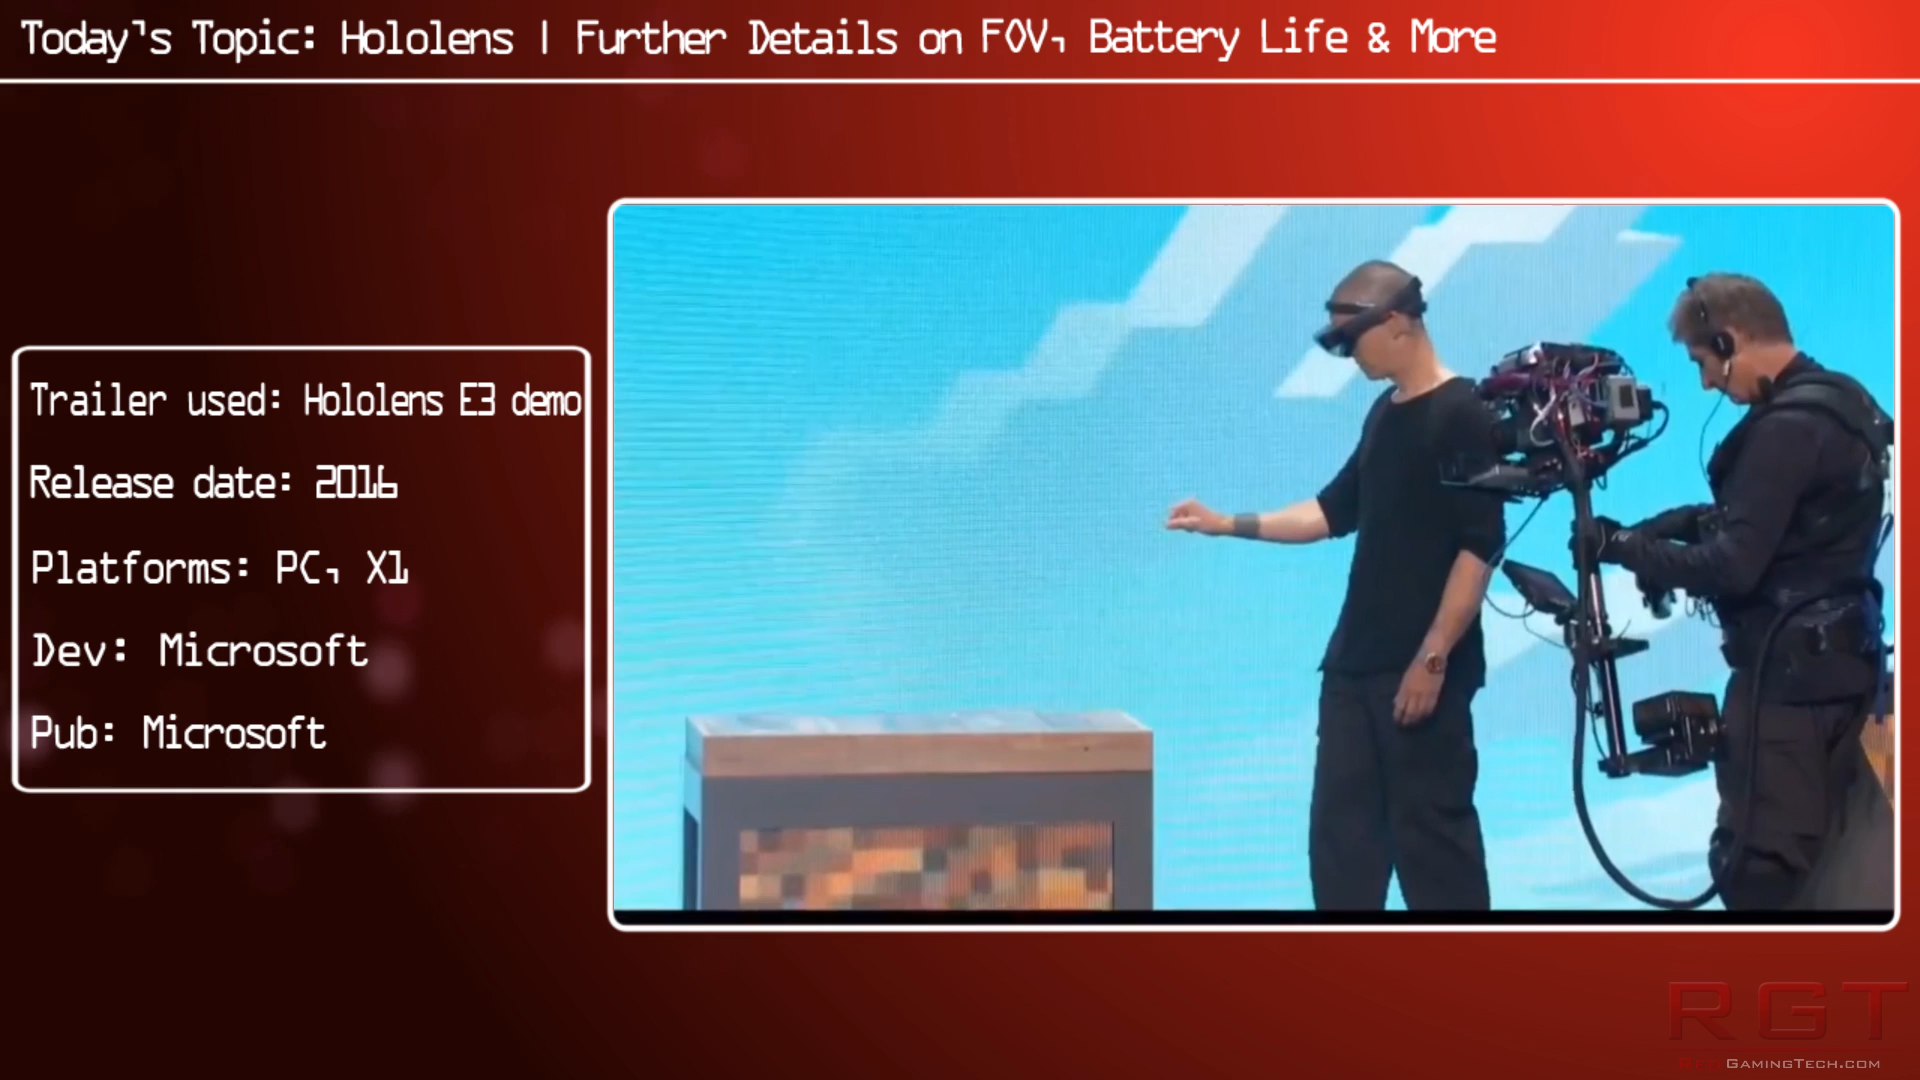 Today's Topic: Hololens | Further Details on FOV, Battery Life & More
Trailer used: Hololens E3 demo
Release date: 2016
Platforms: PC, X1
Dev: Microsoft
Pub: Microsoft
RGT
RedGamingTech.com